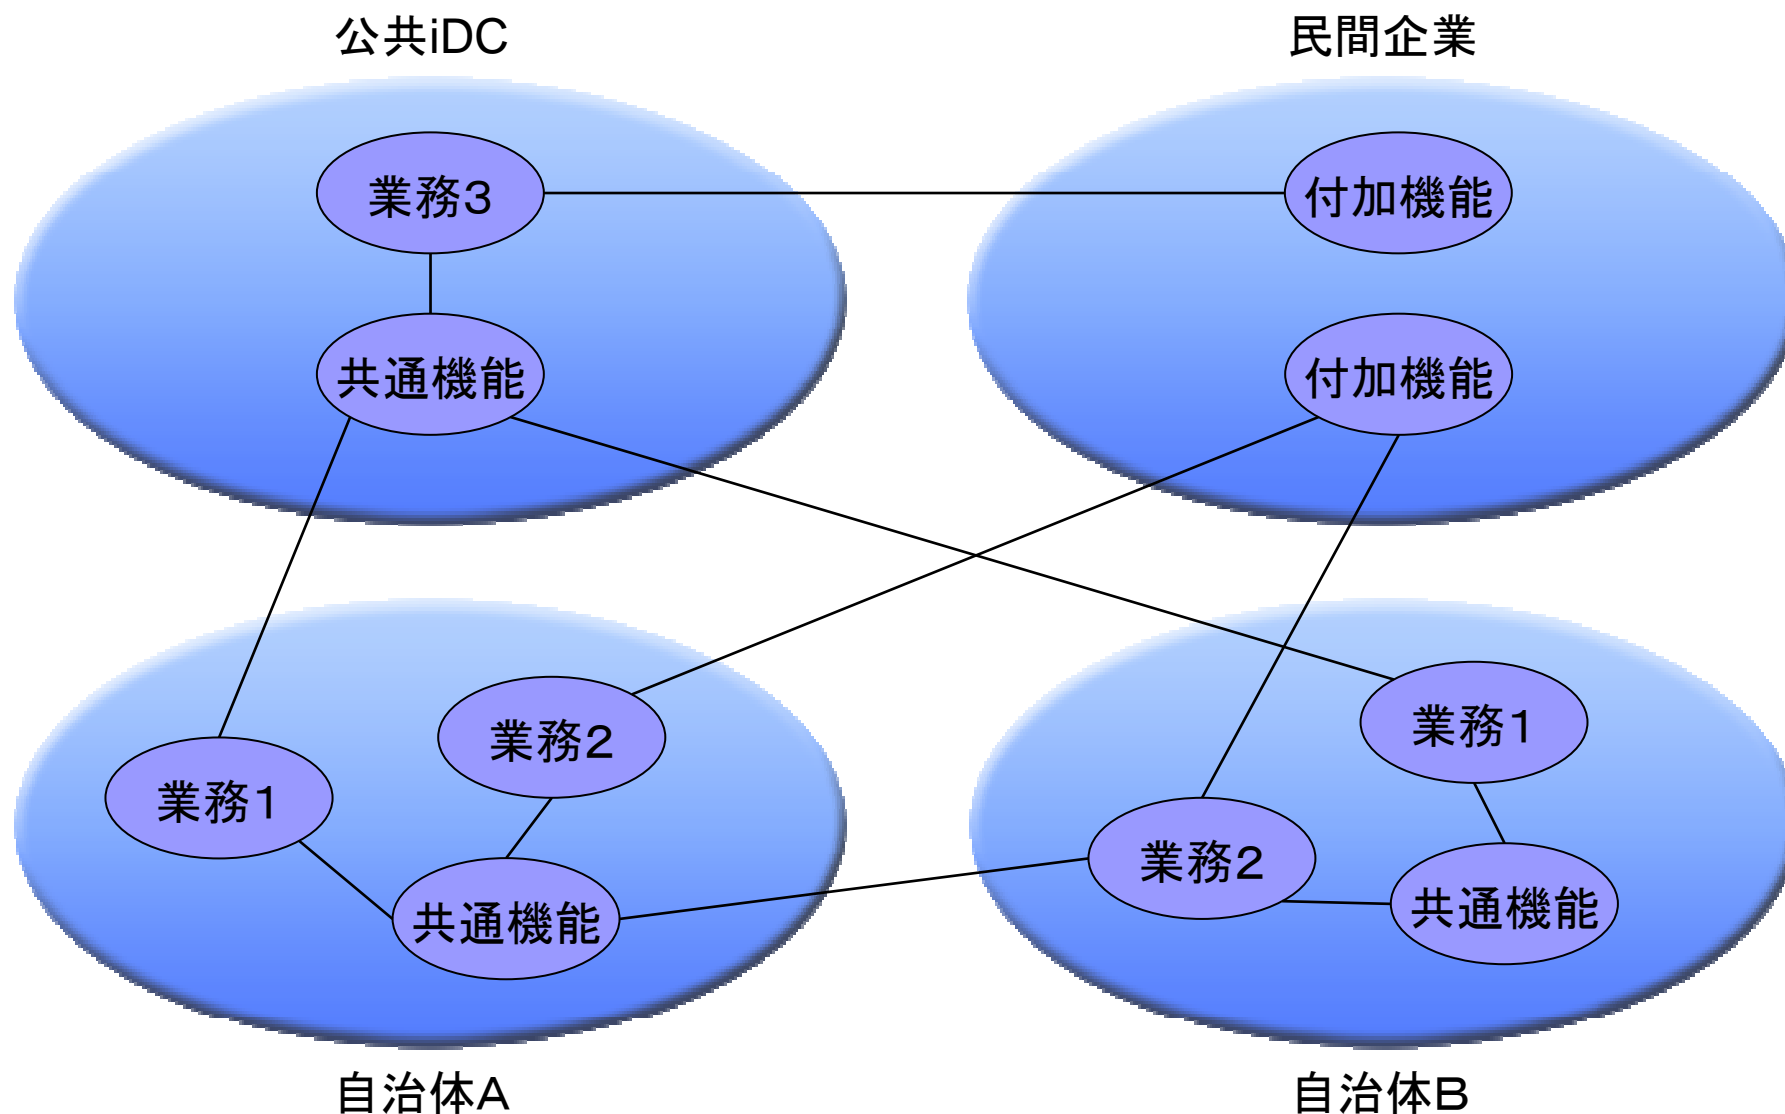 公共iDC
民間企業
業務3
付加機能
共通機能
付加機能
業務2
業務1
業務1
業務2
共通機能
共通機能
自治体A
自治体B